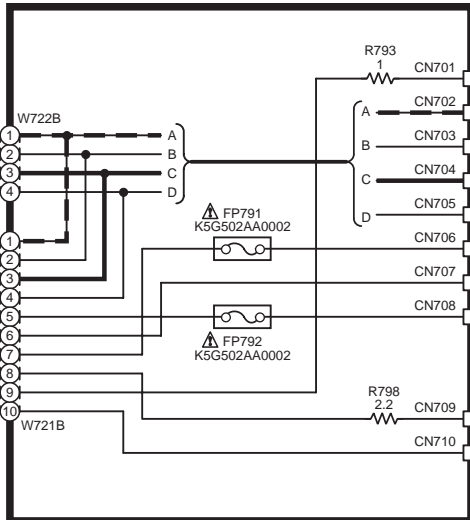 R793
1
CN701
W722B
A
CN702
1
A
B
CN703
2
B
3
C
C
CN704
4
D
D
CN705
FP791
K5G502AA0002
CN706
1
2
CN707
3
4
CN708
5
6
FP792
K5G502AA0002
7
8
R798
2.2
CN709
9
10
W721B
CN710